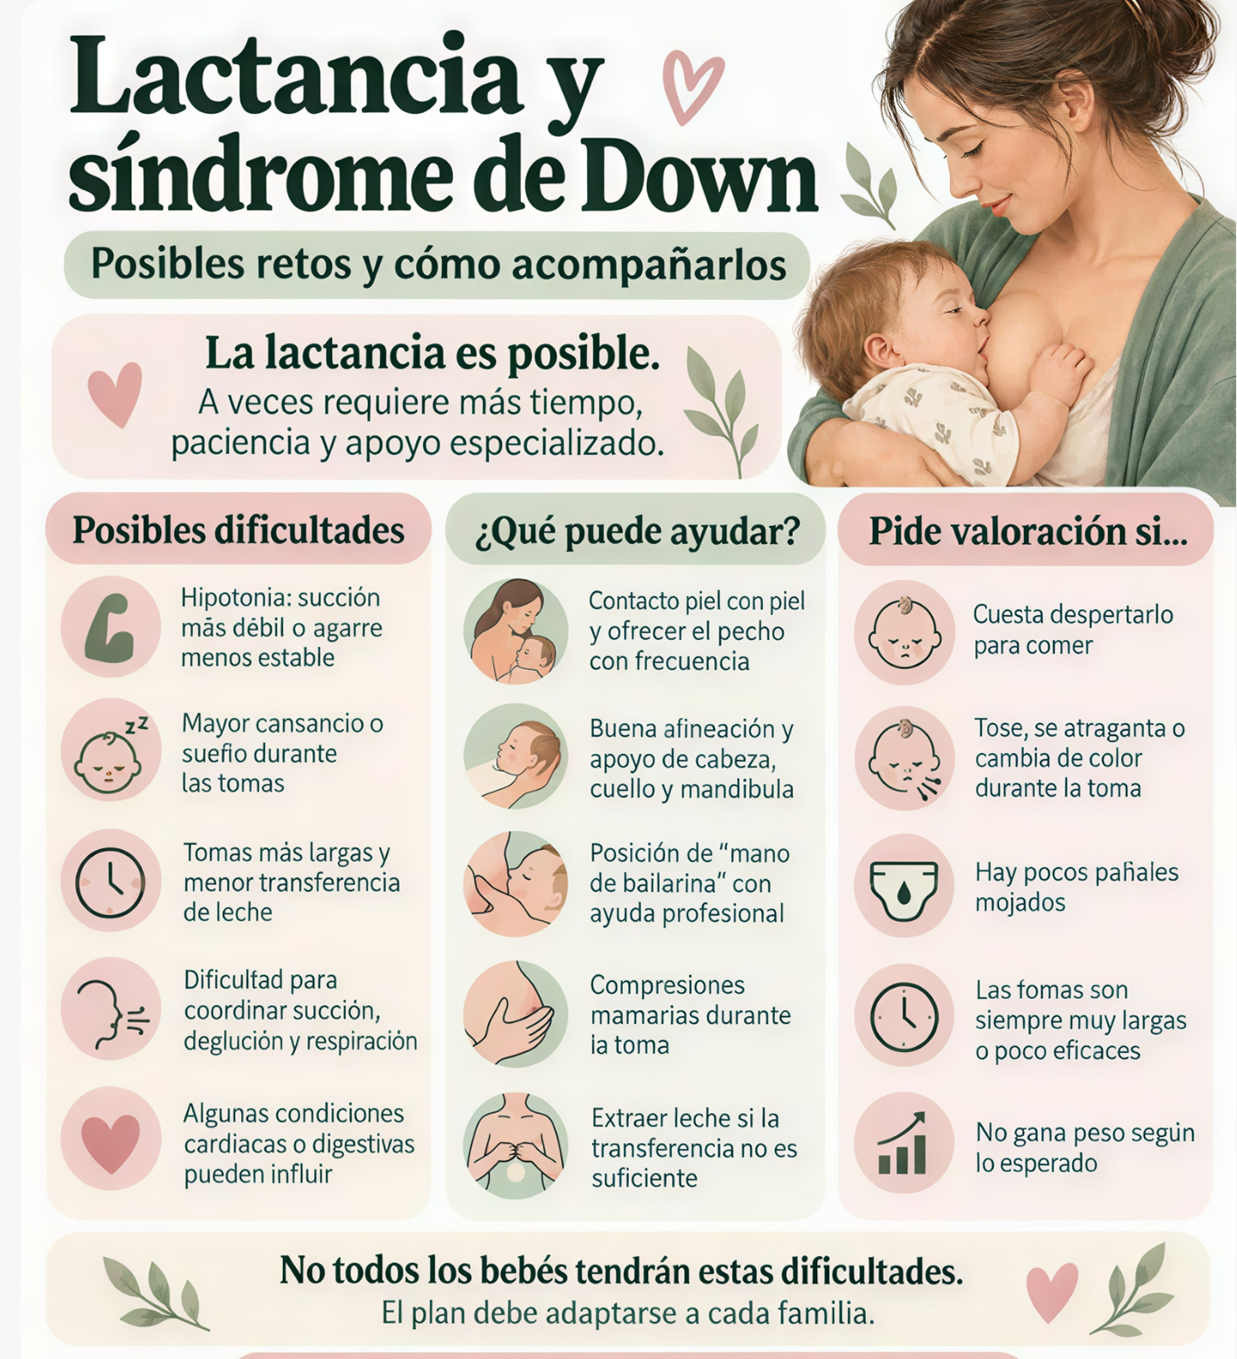 Lactancia y
síndrome de Down
Posibles retos y cómo acompañarlos
La lactancia es posible.
A veces requiere más tiempo,
paciencia y apoyo especializado.
Posibles dificultades
Hipotonia: succión
más débil o agarre
menos estable
zz
Mayor cansancio o
sueño durante
las tomas
Tomas más largas y
menor transferencia
de leche
Dificultad para
coordinar succión,
deglución y respiración
Algunas condiciones
cardiacas o digestivas
pueden influir
¿Qué puede ayudar?
Contacto piel con piel
y ofrecer el pecho
con frecuencia
Buena afineación y
apoyo de cabeza,
cuello y mandibula
Posición de “mano
de bailarina” con
ayuda profesional
Compresiones
mamarias durante
la toma
Extraer leche si la
transferencia no es
suficiente
Pide valoración si...
Cuesta despertarlo
para comer
Tose, se atraganta o
cambia de color
durante la toma
Hay pocos pañales
mojados
Las fomas son
siempre muy largas
o poco eficaces
No gana peso según
lo esperado
No todos los bebés tendrán estas dificultades.
El plan debe adaptarse a cada familia.